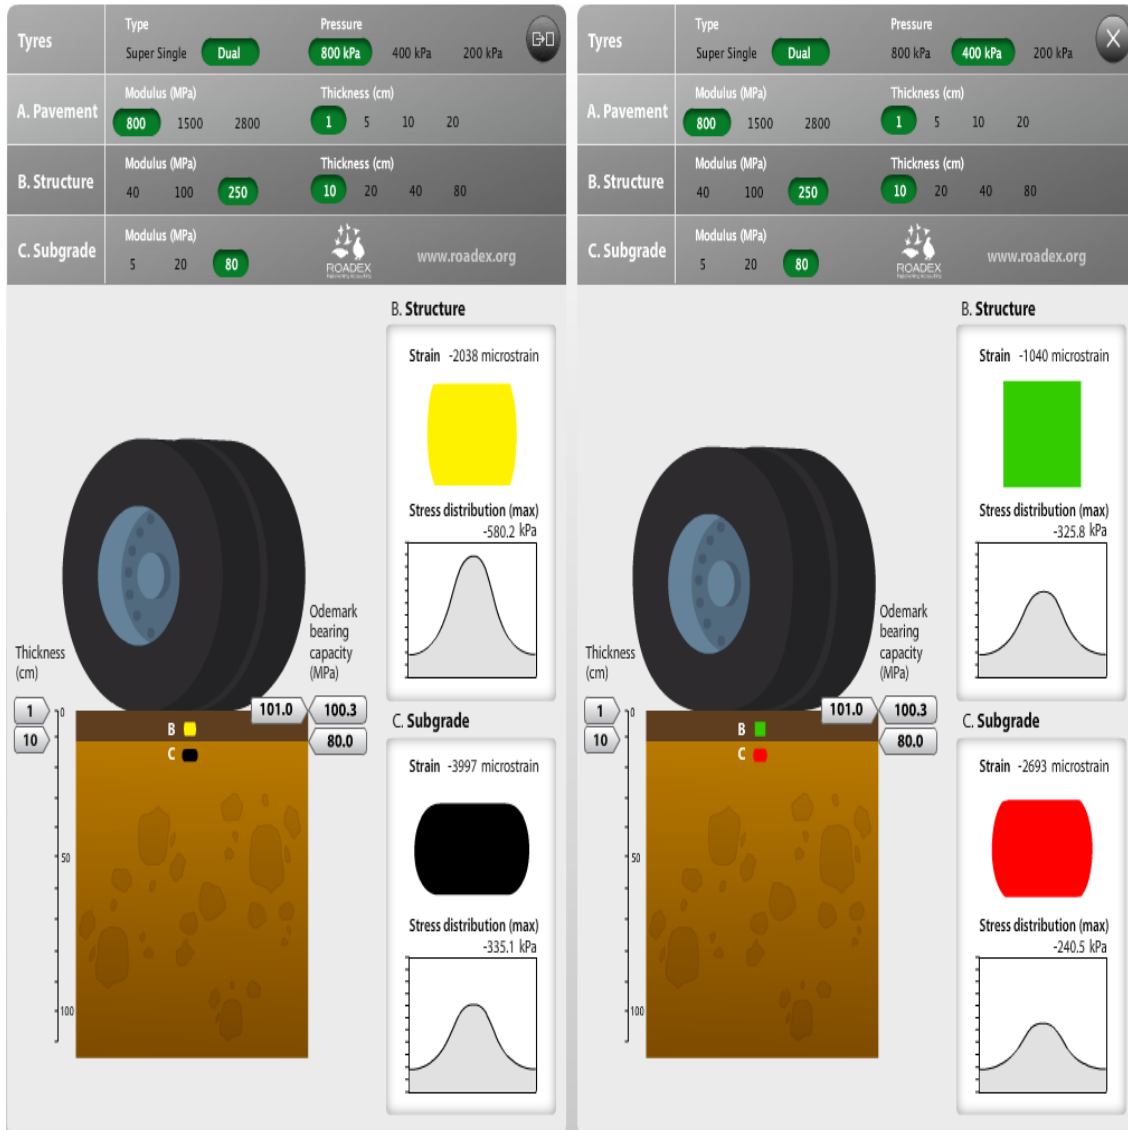 Tyres
Type
Super Single Dual
Pressure
800 kPa 400 kPa 200 kPa
A. Pavement
Modulus (MPa)
800 1500 2800
Thickness (cm)
1 5 10 20
B. Structure
Modulus (MPa)
40 100 250
Thickness (cm)
10 20 40 80
C. Subgrade
Modulus (MPa)
5 20 80
ROADEX
www.roadex.org
B. Structure
Strain -2038 microstrain
Stress distribution (max)
-580.2 kPa
Odemark
bearing
capacity
(MPa)
Thickness
(cm)
1
10
0
50
100
101.0 100.3
80.0
B
C
C. Subgrade
Strain -3997 microstrain
Stress distribution (max)
-335.1 kPa
Tyres
Type
Super Single Dual
Pressure
800 kPa 400 kPa 200 kPa
A. Pavement
Modulus (MPa)
800 1500 2800
Thickness (cm)
1 5 10 20
B. Structure
Modulus (MPa)
40 100 250
Thickness (cm)
10 20 40 80
C. Subgrade
Modulus (MPa)
5 20 80
ROADEX
www.roadex.org
B. Structure
Strain -1040 microstrain
Stress distribution (max)
-325.8 kPa
Odemark
bearing
capacity
(MPa)
Thickness
(cm)
1
10
0
50
100
101.0 100.3
80.0
B
C
C. Subgrade
Strain -2693 microstrain
Stress distribution (max)
-240.5 kPa